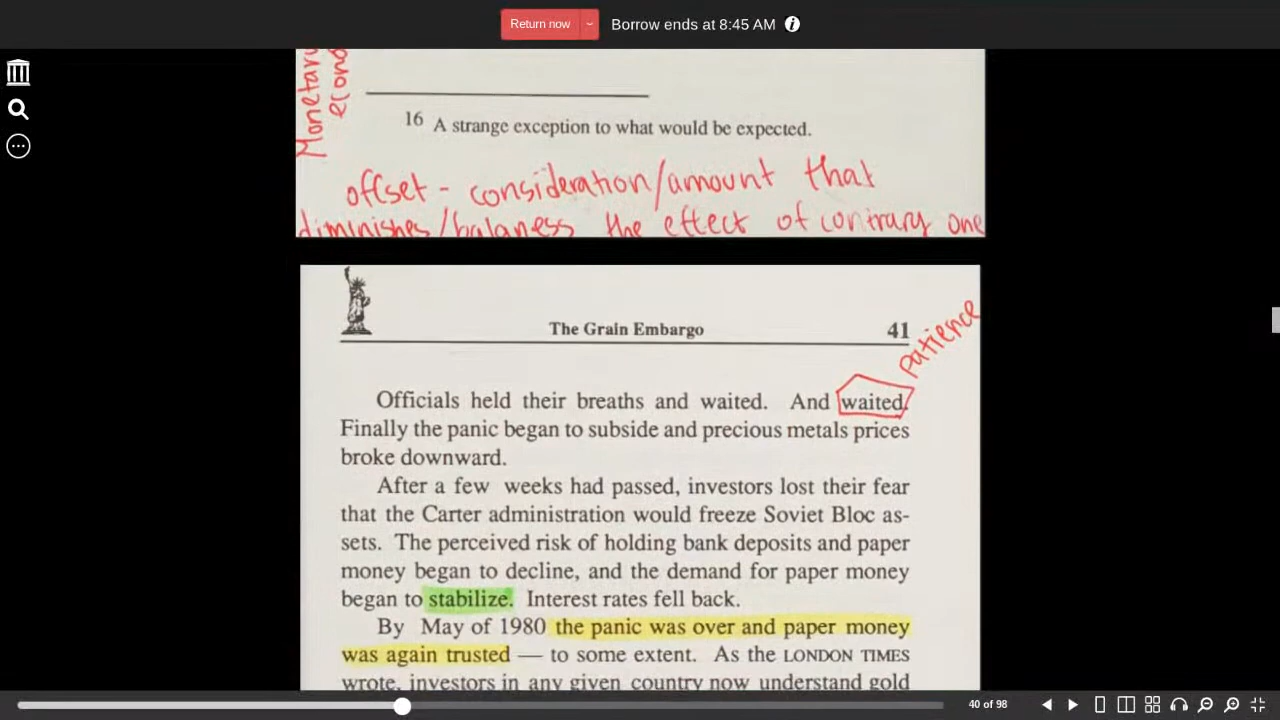 Return now
Borrow ends at 8:45 AM
Monetary
econo
16 A strange exception to what would be expected.
offset - consideration/amount that
diminishes/balaness the effect of contrary one
The Grain Embargo 41
patience
Officials held their breaths and waited. And waited.
Finally the panic began to subside and precious metals prices
broke downward.
After a few weeks had passed, investors lost their fear
that the Carter administration would freeze Soviet Bloc as-
sets. The perceived risk of holding bank deposits and paper
money began to decline, and the demand for paper money
began to stabilize. Interest rates fell back.
By May of 1980 the panic was over and paper money
was again trusted — to some extent. As the LONDON TIMES
wrote, investors in any given country now understand gold
40 of 98